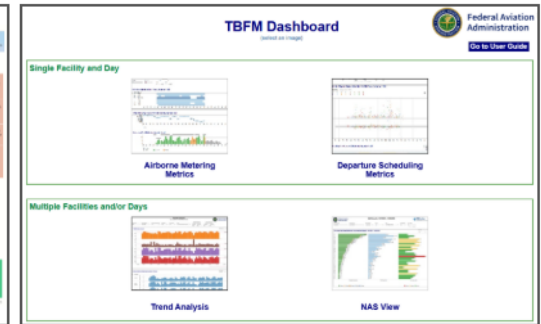 TBFM Dashboard
(select an image)
Federal Aviation
Administration
Go to User Guide
Single Facility and Day
Airborne Metering
Metrics
Departure Scheduling
Metrics
Multiple Facilities and/or Days
Trend Analysis
NAS View